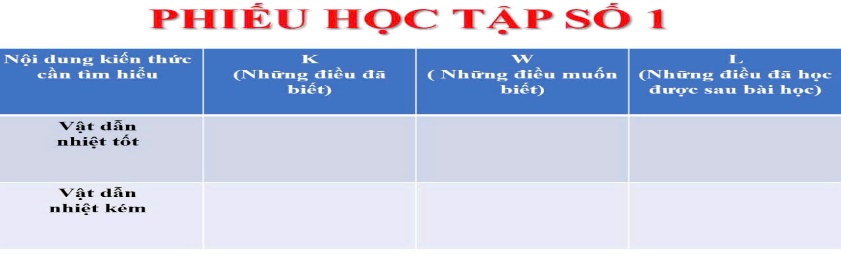 PHIẾU HỌC TẬP SỐ 1
Nội dung kiến thức
cần tìm hiểu
K
(Những điều đã
biết)
W
( Những điều muốn
biết)
L
(Những điều đã học
được sau bài học)
Vật dẫn
nhiệt tốt
Vật dẫn
nhiệt kém